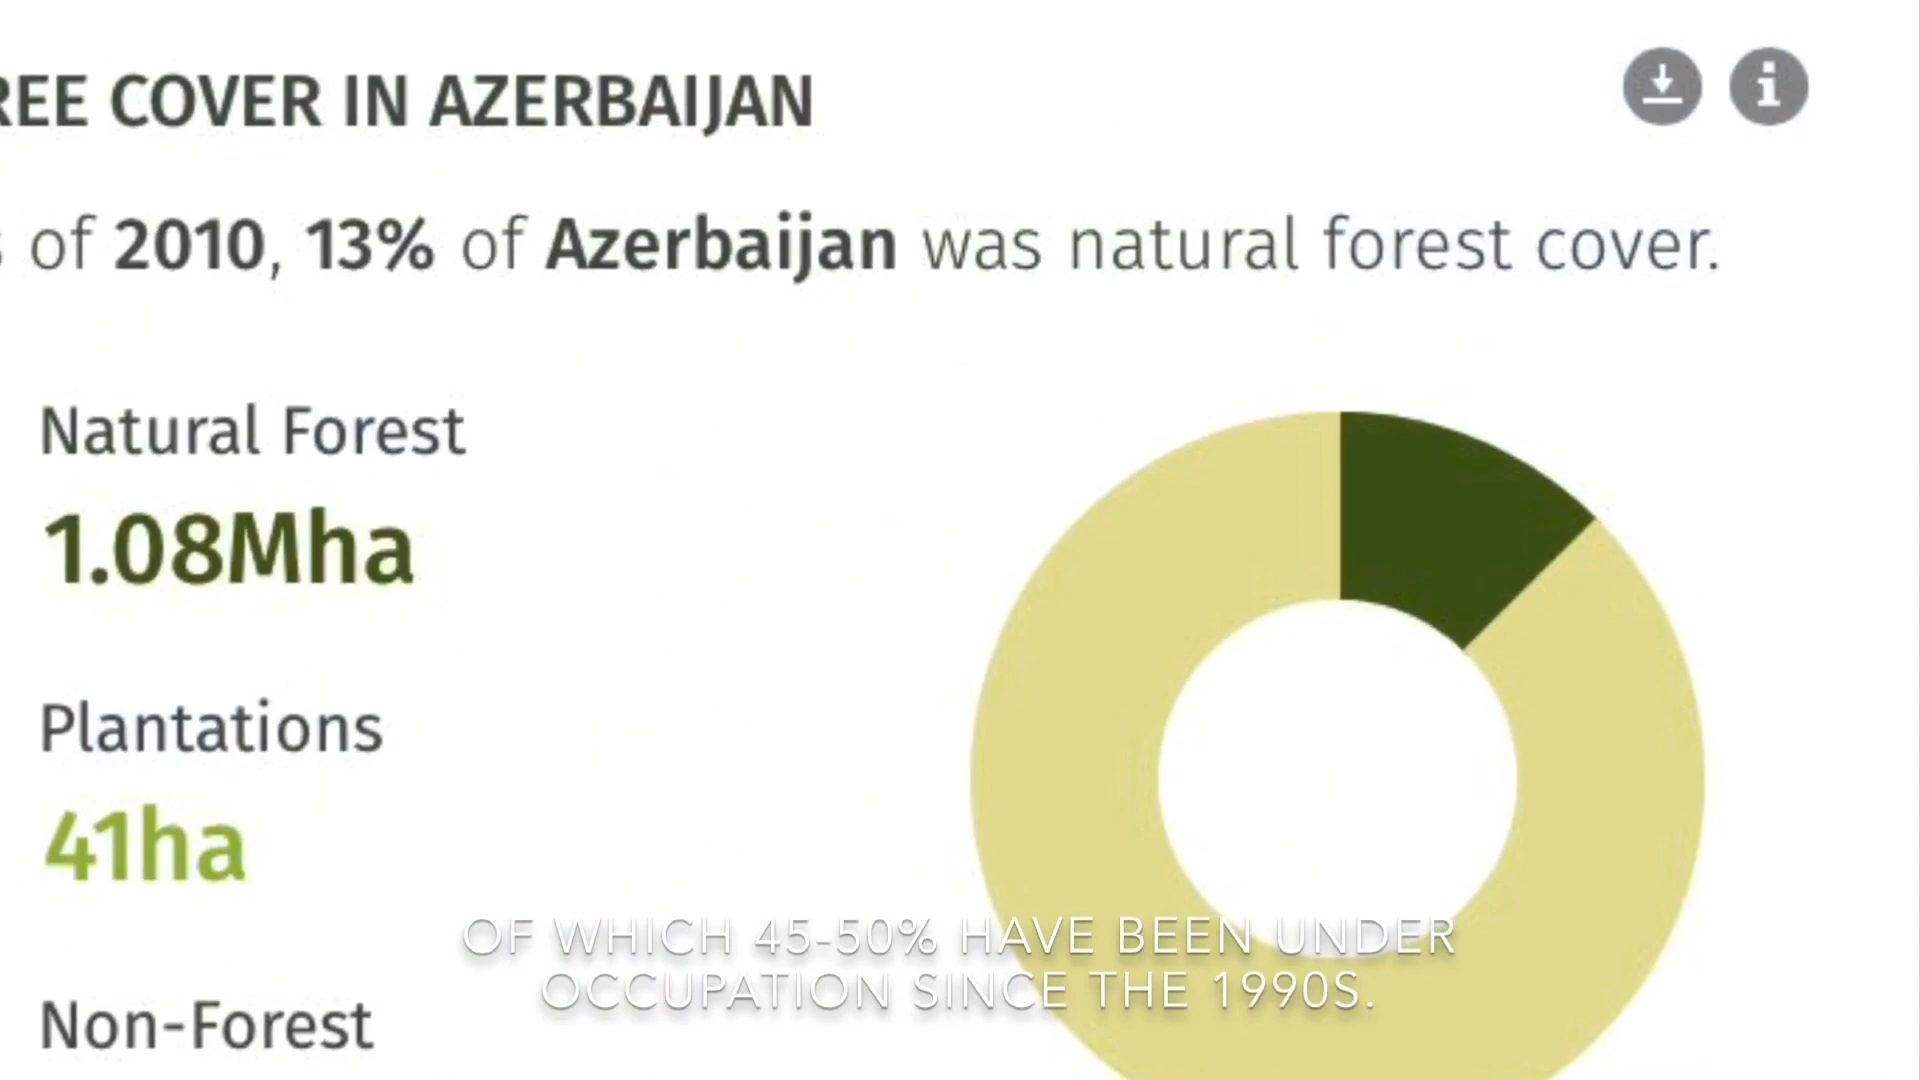 REE COVER IN AZERBAIJAN
s of 2010, 13% of Azerbaijan was natural forest cover.
Natural Forest
1.08Mha
Plantations
41ha
OF WHICH 45-50% HAVE BEEN UNDER
OCCUPATION SINCE THE 1990S.
Non-Forest